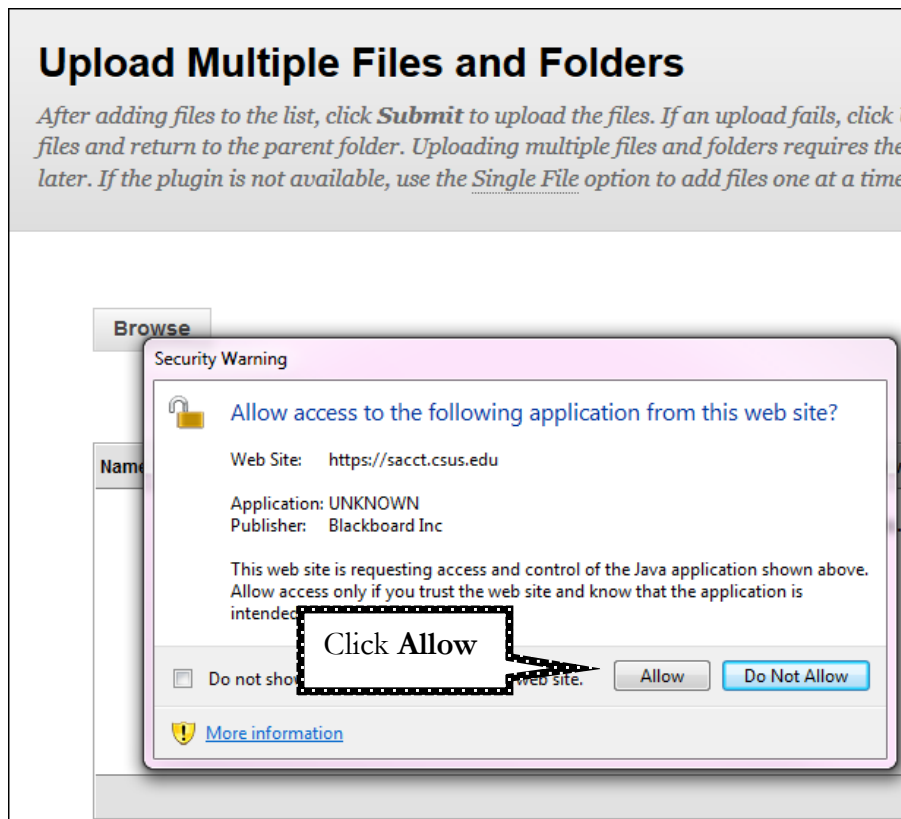 Upload Multiple Files and Folders
After adding files to the list, click Submit to upload the files. If an upload fails, click
files and return to the parent folder. Uploading multiple files and folders requires the
later. If the plugin is not available, use the Single File option to add files one at a time
Browse
Security Warning
Allow access to the following application from this web site?
Name
Web Site: https://sacct.csus.edu
Application: UNKNOWN
Publisher: Blackboard Inc
This web site is requesting access and control of the Java application shown above.
Allow access only if you trust the web site and know that the application is
intended
Click Allow
Do not show web site.
Allow
Do Not Allow
More information